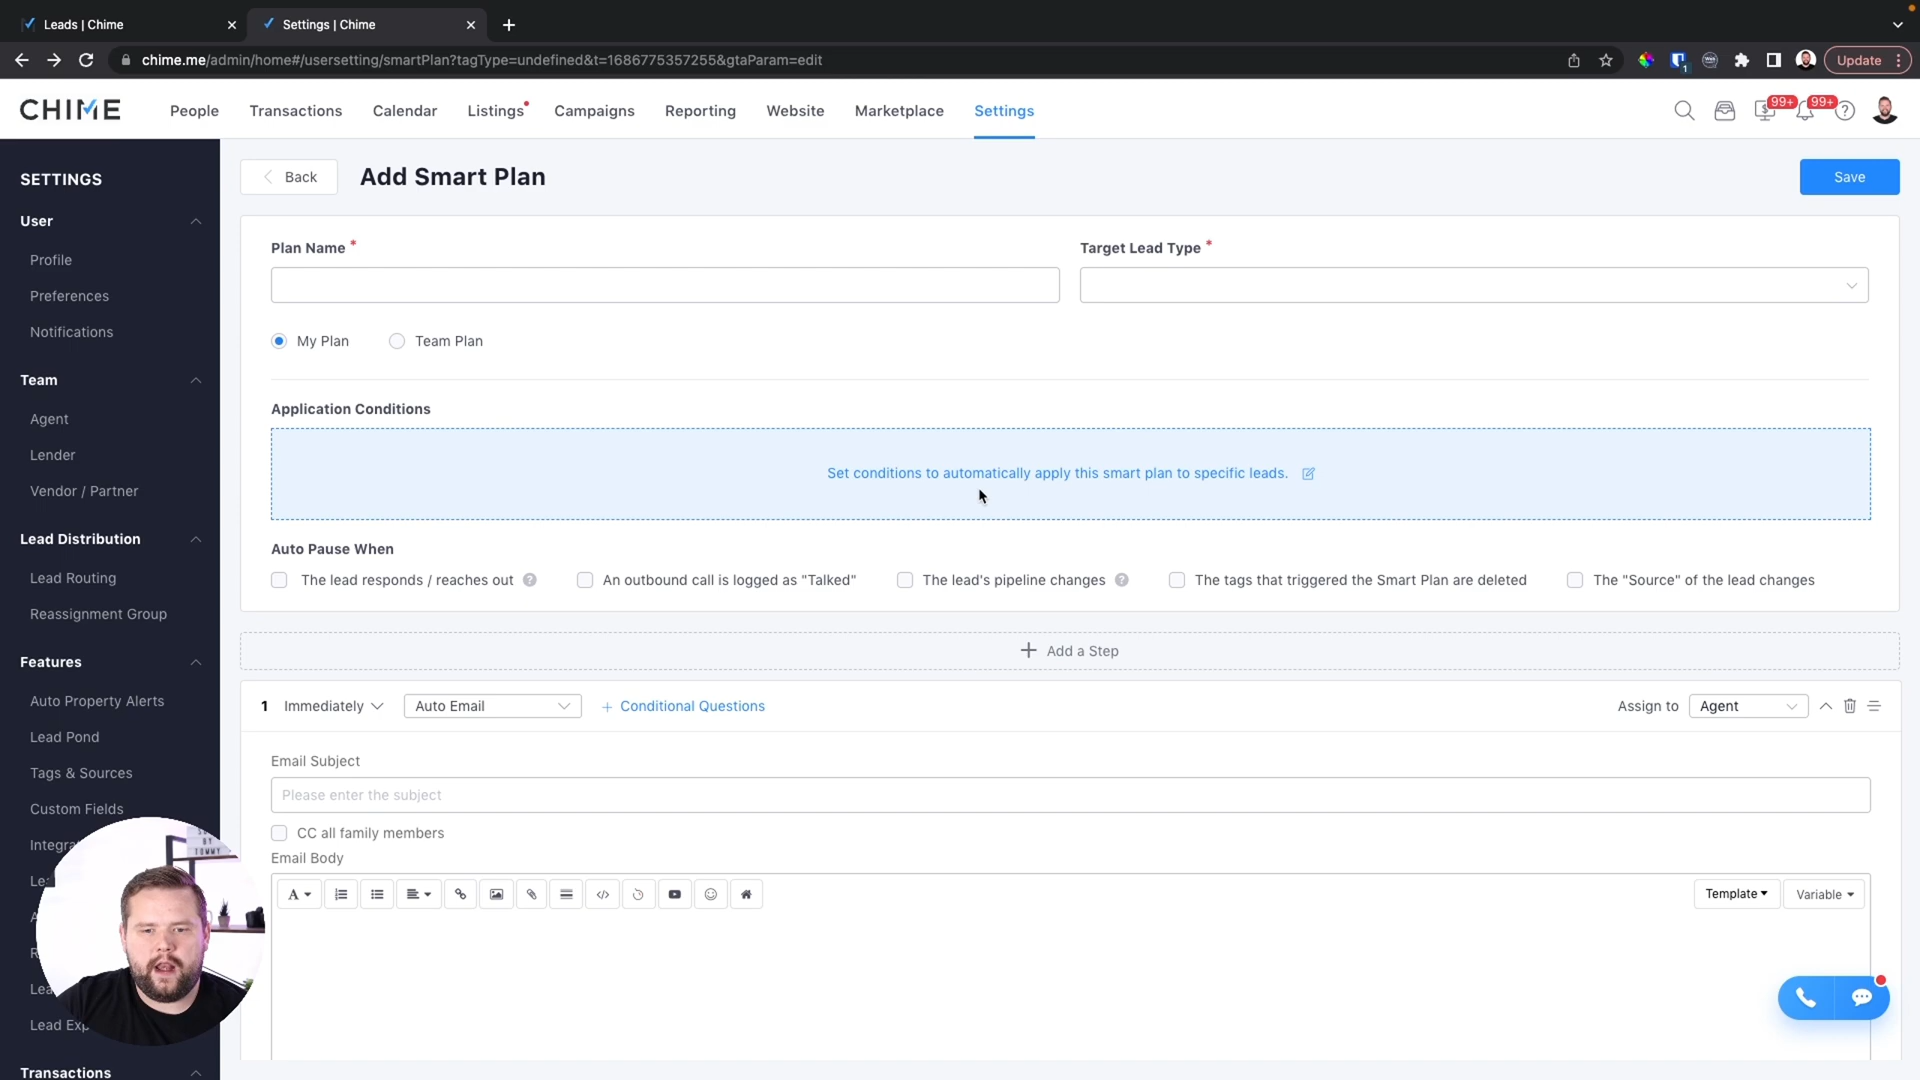 Leads | Chime
Settings | Chime
chime.me/admin/home#/usersetting/smartPlan?tagType=undefined&t=1686775357255&gtaParam=edit
1
Update
CHIME
People
Transactions
Calendar
Listings
Campaigns
Reporting
Website
Marketplace
Settings
99+
99+
SETTINGS
User
Profile
Preferences
Notifications
Team
Agent
Lender
Vendor / Partner
Lead Distribution
Lead Routing
Reassignment Group
Features
Auto Property Alerts
Lead Pond
Tags & Sources
Custom Fields
Transactions
Back
Add Smart Plan
Save
Plan Name *
Target Lead Type *
My Plan
Team Plan
Application Conditions
Set conditions to automatically apply this smart plan to specific leads.
Auto Pause When
The lead responds / reaches out ?
An outbound call is logged as "Talked"
The lead's pipeline changes ?
The tags that triggered the Smart Plan are deleted
The "Source" of the lead changes
+ Add a Step
1 Immediately
Auto Email
+ Conditional Questions
Assign to
Agent
Email Subject
Please enter the subject
CC all family members
Email Body
A
Template
Variable